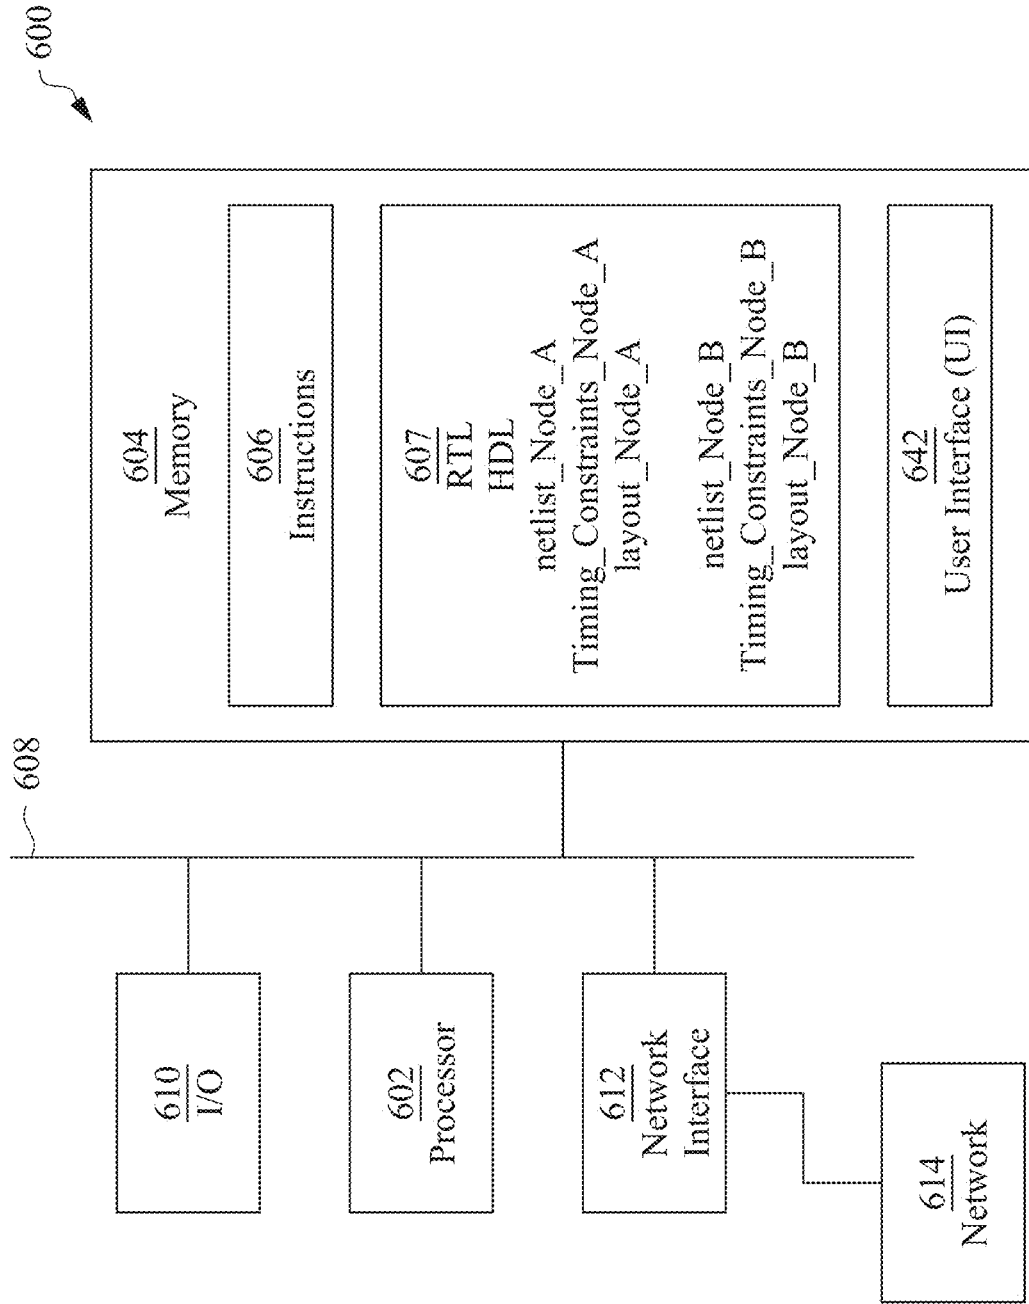 600
608
610
I/O
602
Processor
612
Network
Interface
614
Network
604
Memory
606
Instructions
607
RTL
HDL
netlist_Node_A
Timing_Constraints_Node_A
layout_Node_A
netlist_Node_B
Timing_Constraints_Node_B
layout_Node_B
642
User Interface (UI)